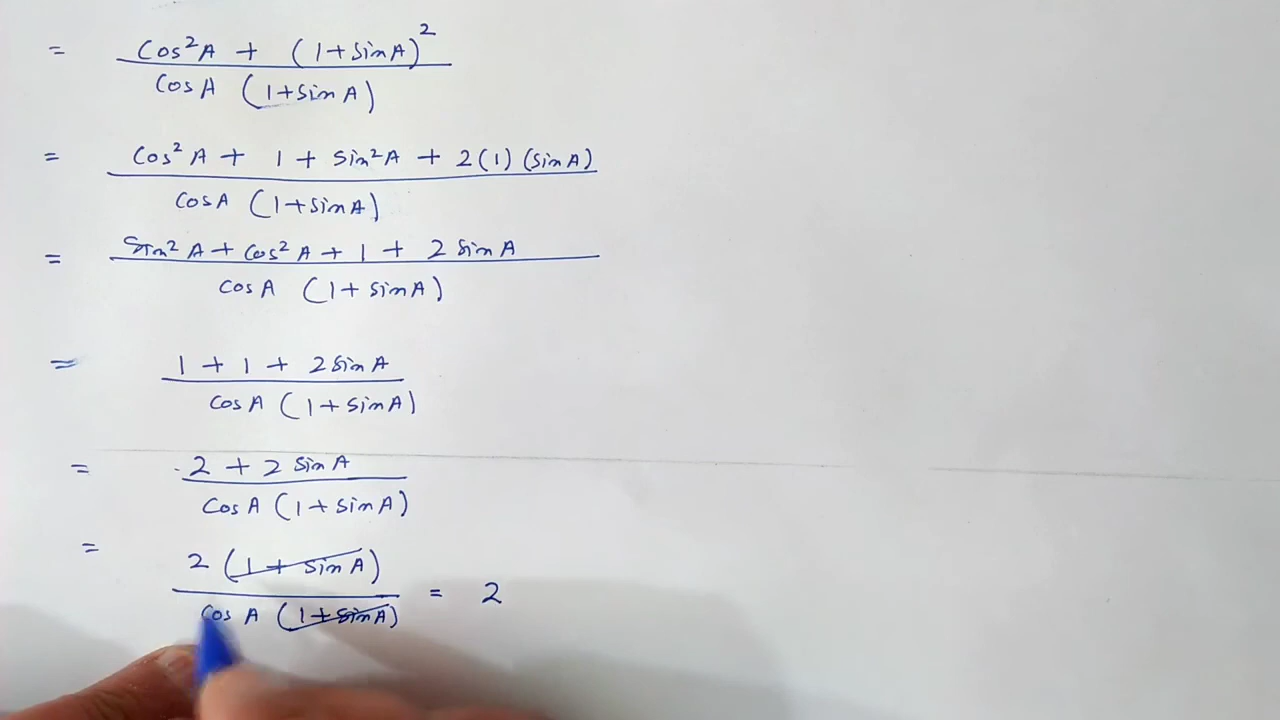 = cos²A + (1+sinA)²
cosA (1+sinA)
= cos²A + 1 + sin²A + 2(1)(sinA)
cosA (1+sinA)
= sin²A + cos²A + 1 + 2 sinA
cosA (1+sinA)
= 1 + 1 + 2sinA
cosA (1+sinA)
= 2 + 2 sinA
cosA (1+sinA)
= 2 (1+sinA)
cosA (1+sinA) = 2